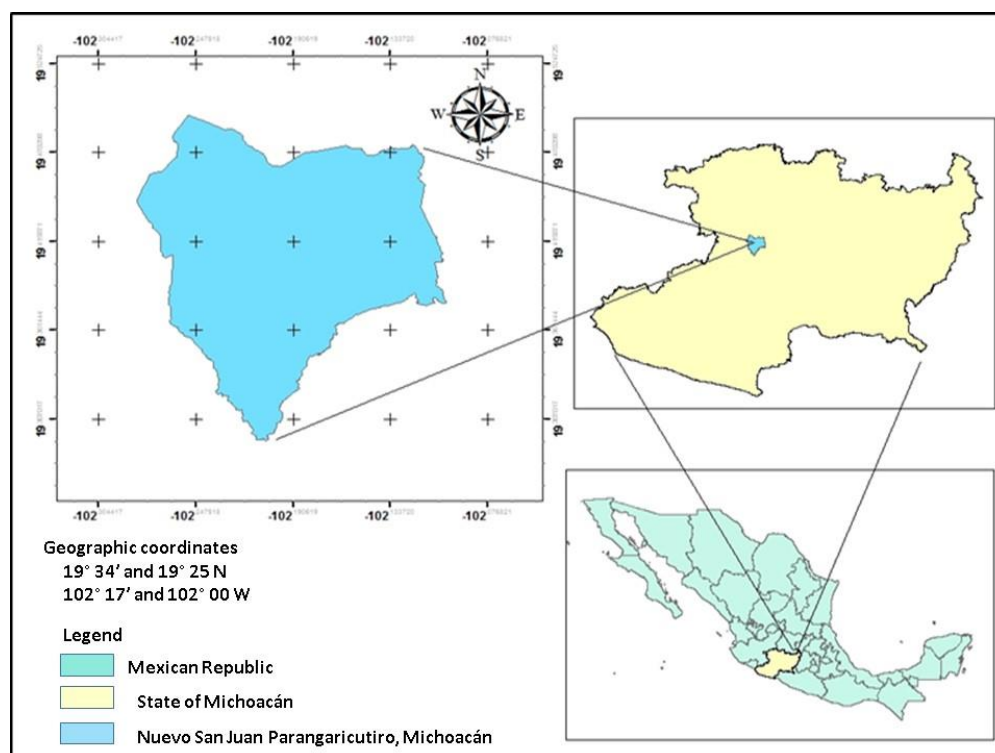 -102 -102 -102 -102 -102
N
W E
S
19
19
19
19
19
-102 -102 -102 -102 -102
Geographic coordinates
19° 34' and 19° 25 N
102° 17' and 102° 00 W
Legend
Mexican Republic
State of Michoacán
Nuevo San Juan Parangaricutiro, Michoacán